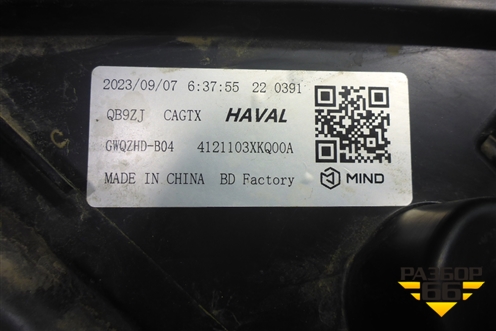 2023/09/07 6:37:55 22 0391
QB9ZJ CAGTX HAVAL
GWQZHD-B04 4121103XKQ00A
MADE IN CHINA BD Factory MIND
РАЗБОР
66